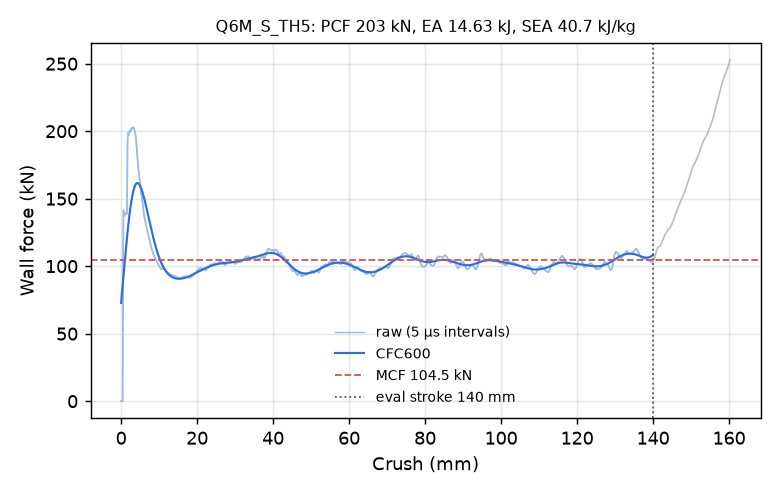 Q6M_S_TH5: PCF 203 kN, EA 14.63 kJ, SEA 40.7 kJ/kg
Wall force (kN)
250
200
150
100
50
0
raw (5 µs intervals)
CFC600
MCF 104.5 kN
eval stroke 140 mm
0 20 40 60 80 100 120 140 160
Crush (mm)